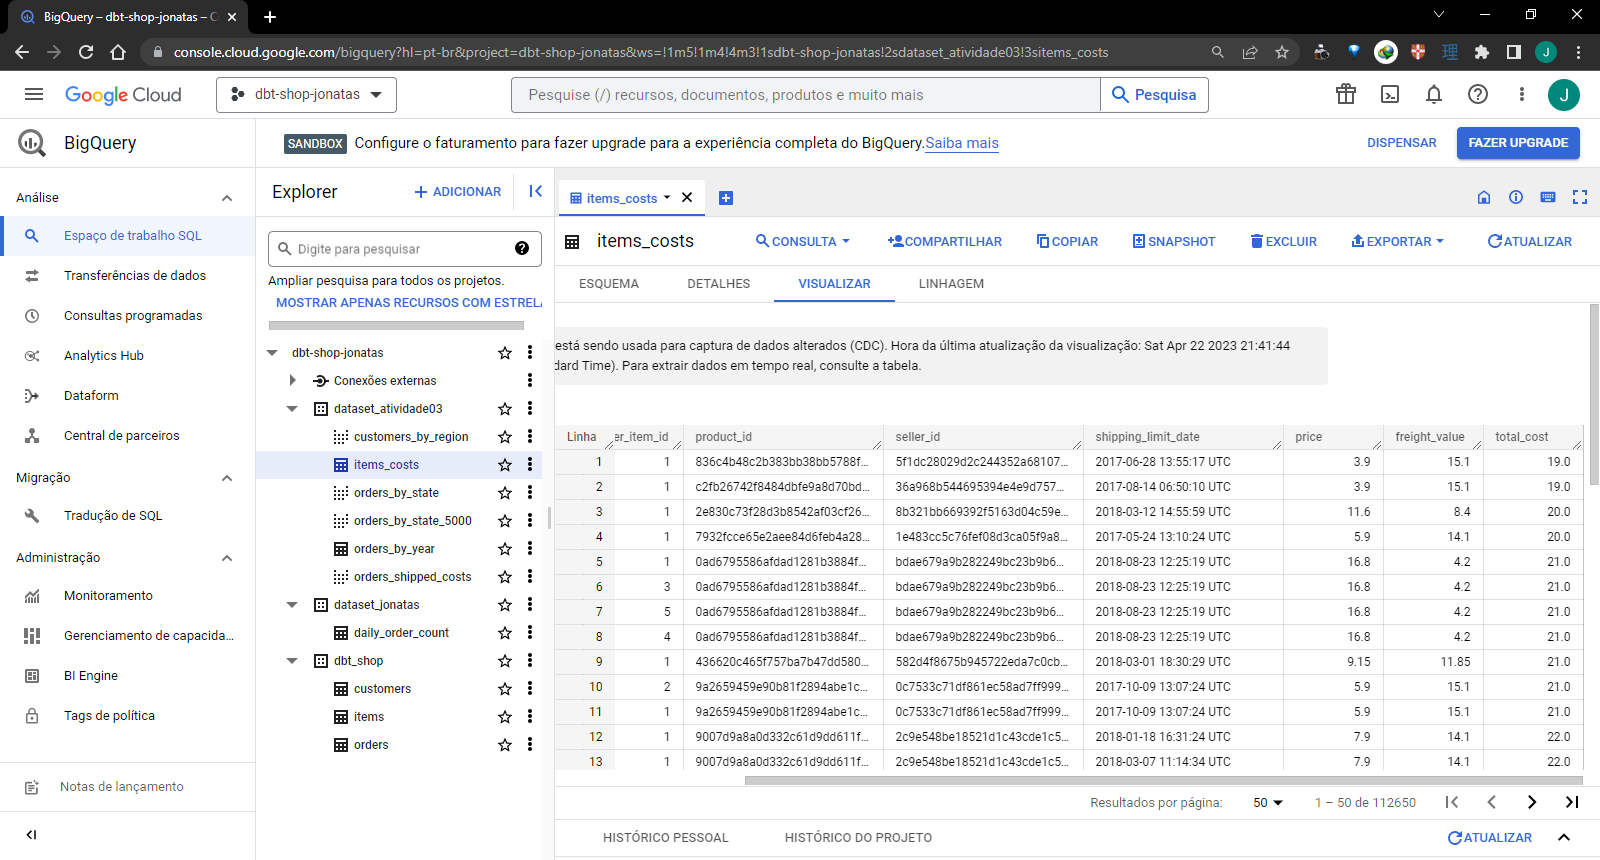 BigQuery – dbt-shop-jonatas – C
console.cloud.google.com/bigquery?hl=pt-br&project=dbt-shop-jonatas&ws=!1m5!1m4!4m3!1sdbt-shop-jonatas!2sdataset_atividade03!3sitems_costs
理
J
Google Cloud
dbt-shop-jonatas
Pesquise (/) recursos, documentos, produtos e muito mais
Pesquisa
J
BigQuery
SANDBOX Configure o faturamento para fazer upgrade para a experiência completa do BigQuery. Saiba mais
DISPENSAR
FAZER UPGRADE
Análise
Espaço de trabalho SQL
Transferências de dados
Consultas programadas
Analytics Hub
Dataform
Central de parceiros
Migração
Tradução de SQL
Administração
Monitoramento
Gerenciamento de capacida...
BI Engine
Tags de política
Notas de lançamento
Explorer
ADICIONAR
Digite para pesquisar
Ampliar pesquisa para todos os projetos.
MOSTRAR APENAS RECURSOS COM ESTRELA
dbt-shop-jonatas
Conexões externas
dataset_atividade03
customers_by_region
items_costs
orders_by_state
orders_by_state_5000
orders_by_year
orders_shipped_costs
dataset_jonatas
daily_order_count
dbt_shop
customers
items
orders
items_costs
items_costs
CONSULTA
COMPARTILHAR
COPIAR
SNAPSHOT
EXCLUIR
EXPORTAR
ATUALIZAR
ESQUEMA DETALHES VISUALIZAR LINHAGEM
está sendo usada para captura de dados alterados (CDC). Hora da última atualização da visualização: Sat Apr 22 2023 21:41:44
dard Time). Para extrair dados em tempo real, consulte a tabela.
Linha er_item_id product_id seller_id shipping_limit_date price freight_value total_cost
1 1 836c4b48c2b383bb38bb5788f... 5f1dc28029d2c244352a68107... 2017-06-28 13:55:17 UTC 3.9 15.1 19.0
2 1 c2fb26742f8484dbfe9a8d70bd... 36a968b544695394e4e9d757... 2017-08-14 06:50:10 UTC 3.9 15.1 19.0
3 1 2e830c73f28d3b8542af03cf26... 8b321bb669392f5163d04c59e... 2018-03-12 14:55:59 UTC 11.6 8.4 20.0
4 1 7932fcce65e2aee84d6feb4a28... 1e483cc5c76fef08d3ca05f9a8... 2017-05-24 13:10:24 UTC 5.9 14.1 20.0
5 1 0ad6795586afdad1281b3884f... bdae679a9b282249bc23b9b6... 2018-08-23 12:25:19 UTC 16.8 4.2 21.0
6 3 0ad6795586afdad1281b3884f... bdae679a9b282249bc23b9b6... 2018-08-23 12:25:19 UTC 16.8 4.2 21.0
7 5 0ad6795586afdad1281b3884f... bdae679a9b282249bc23b9b6... 2018-08-23 12:25:19 UTC 16.8 4.2 21.0
8 4 0ad6795586afdad1281b3884f... bdae679a9b282249bc23b9b6... 2018-08-23 12:25:19 UTC 16.8 4.2 21.0
9 1 436620c465f757ba7b47dd580... 582d4f8675b945722eda7c0cb... 2018-03-01 18:30:29 UTC 9.15 11.85 21.0
10 2 9a2659459e90b81f2894abe1c... 0c7533c71df861ec58ad7ff999... 2017-10-09 13:07:24 UTC 5.9 15.1 21.0
11 1 9a2659459e90b81f2894abe1c... 0c7533c71df861ec58ad7ff999... 2017-10-09 13:07:24 UTC 5.9 15.1 21.0
12 1 9007d9a8a0d332c61d9dd611f... 2c9e548be18521d1c43cde1c5... 2018-01-18 16:31:24 UTC 7.9 14.1 22.0
13 1 9007d9a8a0d332c61d9dd611f... 2c9e548be18521d1c43cde1c5... 2018-03-07 11:14:34 UTC 7.9 14.1 22.0
Resultados por página: 50 1 – 50 de 112650
HISTÓRICO PESSOAL HISTÓRICO DO PROJETO ATUALIZAR